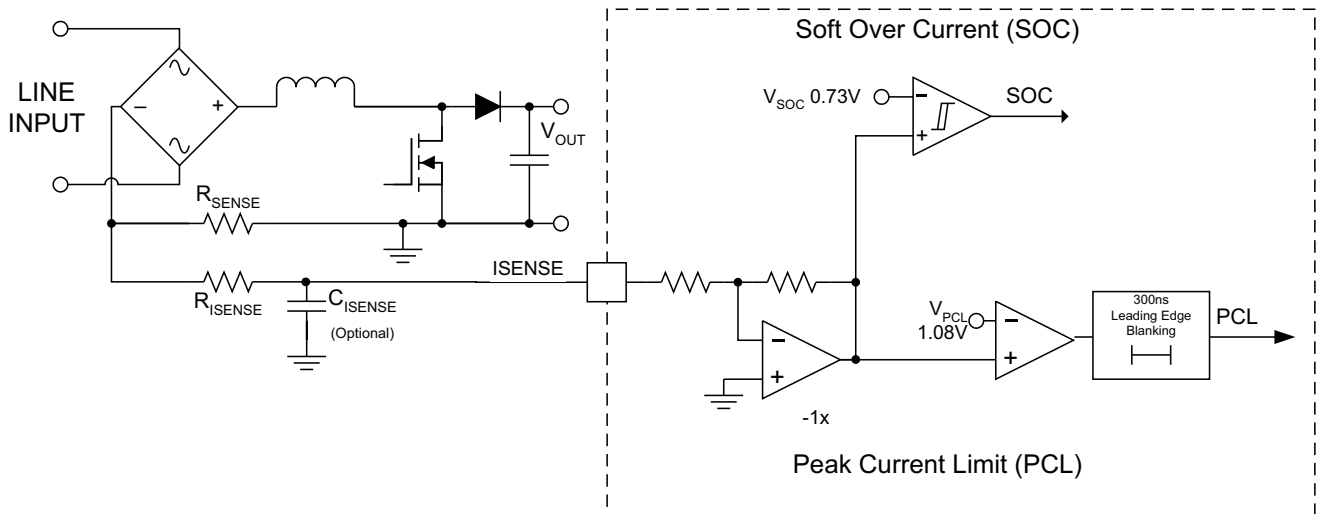 Soft Over Current (SOC)
LINE
INPUT
−
+
V_OUT
R_SENSE
R_ISENSE
C_ISENSE
(Optional)
ISENSE
V_SOC 0.73V
−
+
SOC
−
+
-1x
V_PCL
1.08V
−
+
300ns
Leading Edge
Blanking
PCL
Peak Current Limit (PCL)